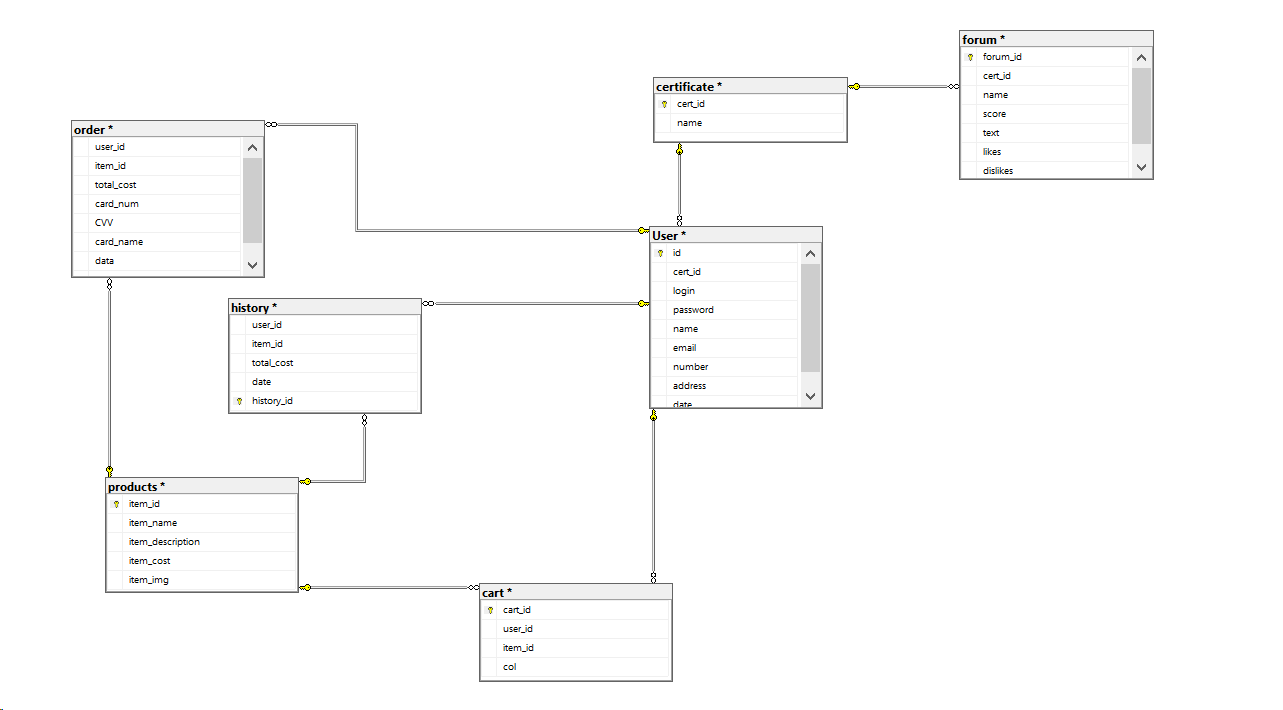 forum *
forum_id
cert_id
name
score
text
likes
dislikes
certificate *
cert_id
name
order *
user_id
item_id
total_cost
card_num
CVV
card_name
data
User *
id
cert_id
login
password
name
email
number
address
date
history *
user_id
item_id
total_cost
date
history_id
products *
item_id
item_name
item_description
item_cost
item_img
cart *
cart_id
user_id
item_id
col